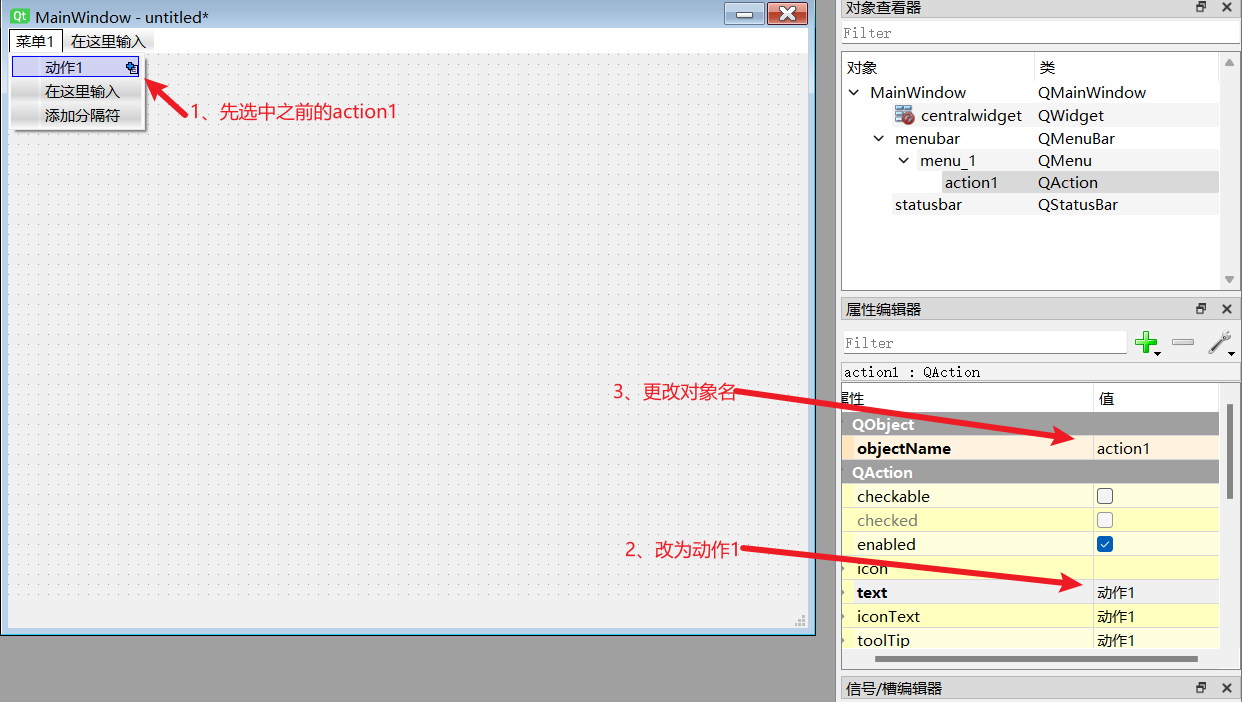 MainWindow - untitled*
菜单1 在这里输入
动作1
在这里输入
添加分隔符
1、先选中之前的action1
对象查看器
Filter
对象 类
MainWindow QMainWindow
centralwidget QWidget
menubar QMenuBar
menu_1 QMenu
action1 QAction
statusbar QStatusBar
属性编辑器
Filter
action1 : QAction
属性 值
3、更改对象名
QObject
objectName action1
QAction
checkable
checked
enabled
2、改为动作1
icon
text 动作1
iconText 动作1
toolTip 动作1
信号/槽编辑器